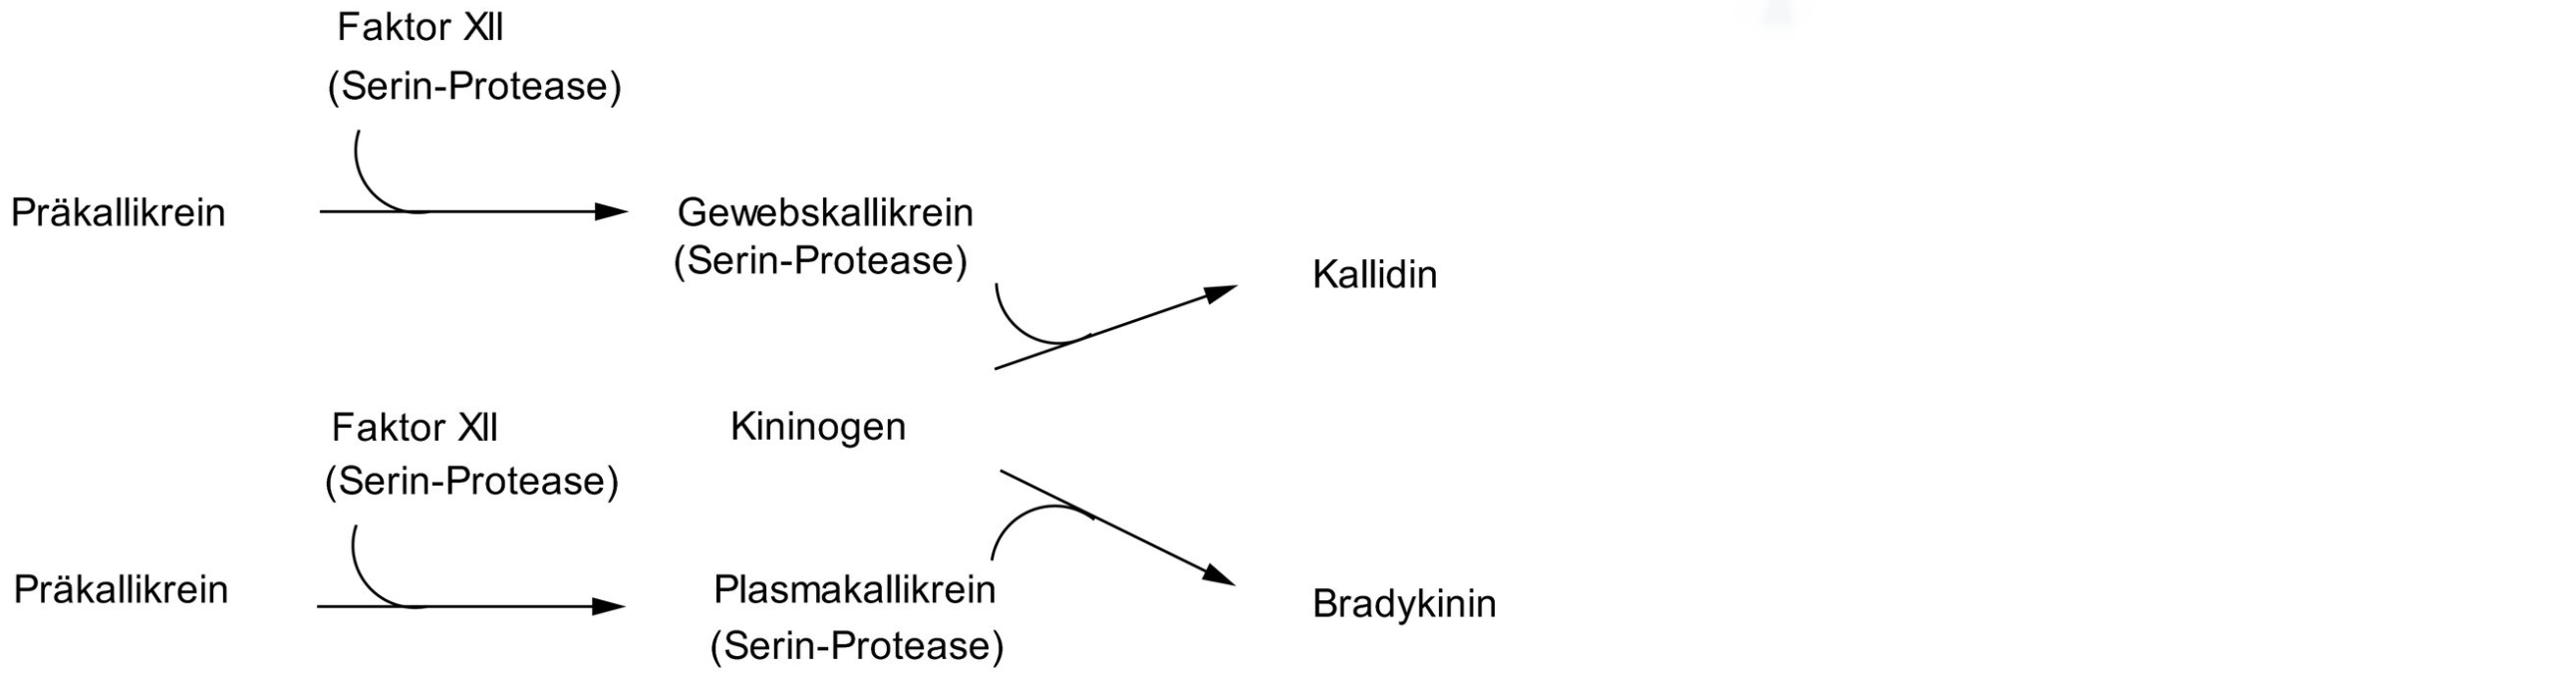 Faktor XII
(Serin-Protease)
Präkallikrein
Gewebskallikrein
(Serin-Protease)
Kallidin
Faktor XII
(Serin-Protease)
Kininogen
Präkallikrein
Plasmakallikrein
(Serin-Protease)
Bradykinin